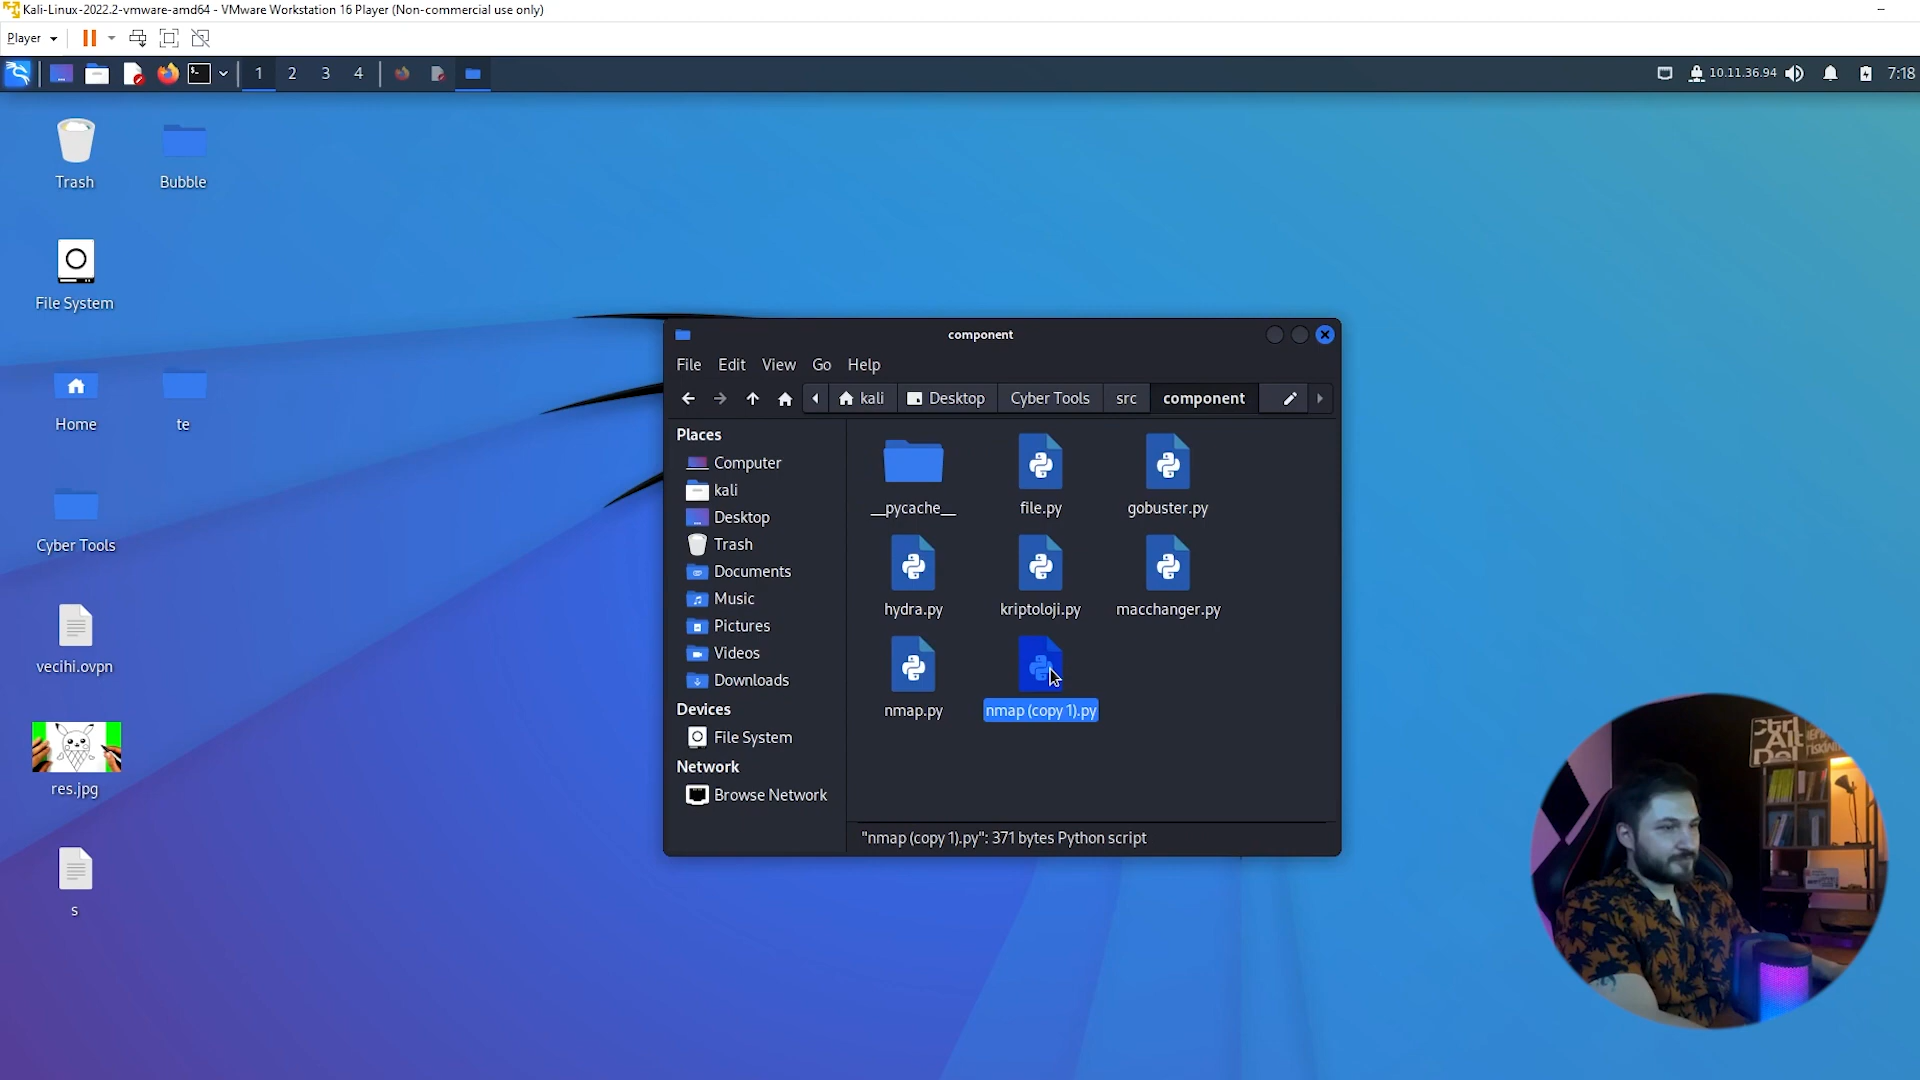 Kali-Linux-2022.2-vmware-amd64 - VMware Workstation 16 Player (Non-commercial use only)
Player
1 2 3 4
10.11.36.94
7:18
Trash
Bubble
File System
Home
te
Cyber Tools
vecihi.ovpn
res.jpg
s
component
File Edit View Go Help
kali Desktop Cyber Tools src component
Places
Computer
kali
Desktop
Trash
Documents
Music
Pictures
Videos
Downloads
Devices
File System
Network
Browse Network
__pycache__
file.py
gobuster.py
hydra.py
kriptoloji.py
macchanger.py
nmap.py
nmap (copy 1).py
"nmap (copy 1).py": 371 bytes Python script
Ctrl
Alt
Del